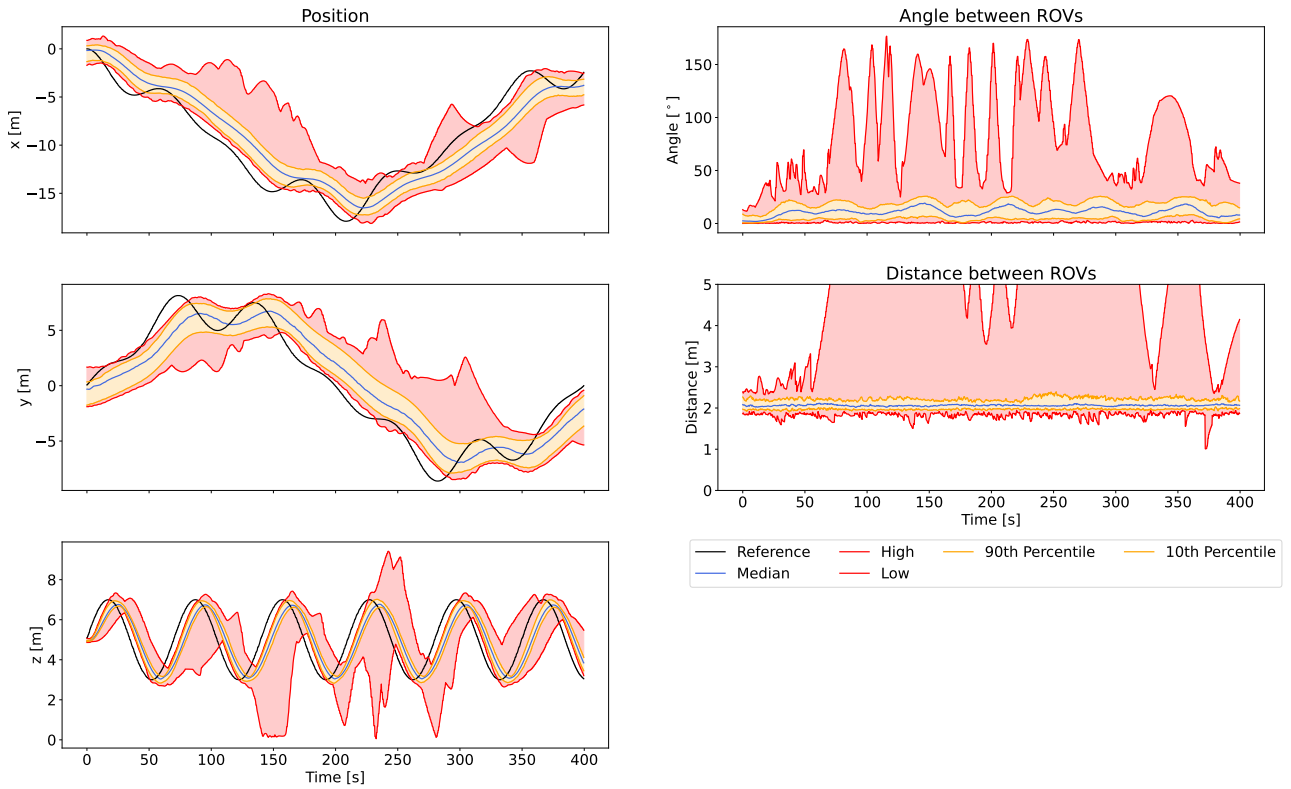 Position
x [m]
0
−5
−10
−15
y [m]
5
0
−5
z [m]
8
6
4
2
0
0 50 100 150 200 250 300 350 400
Time [s]
Angle between ROVs
Angle [°]
150
100
50
0
Distance between ROVs
Distance [m]
5
4
3
2
1
0
0 50 100 150 200 250 300 350 400
Time [s]
Reference High 90th Percentile 10th Percentile
Median Low